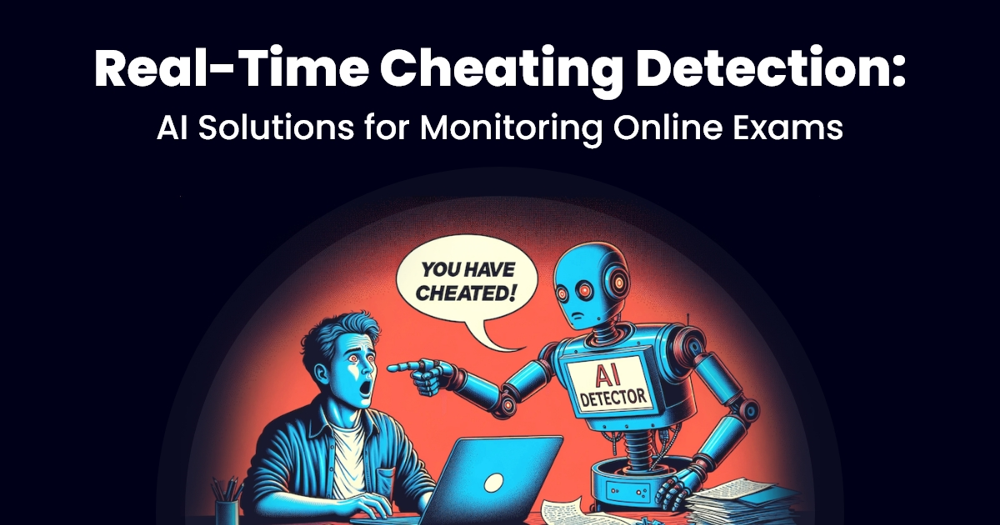 Real-Time Cheating Detection:
AI Solutions for Monitoring Online Exams
YOU HAVE
CHEATED!
AI
DETECTOR